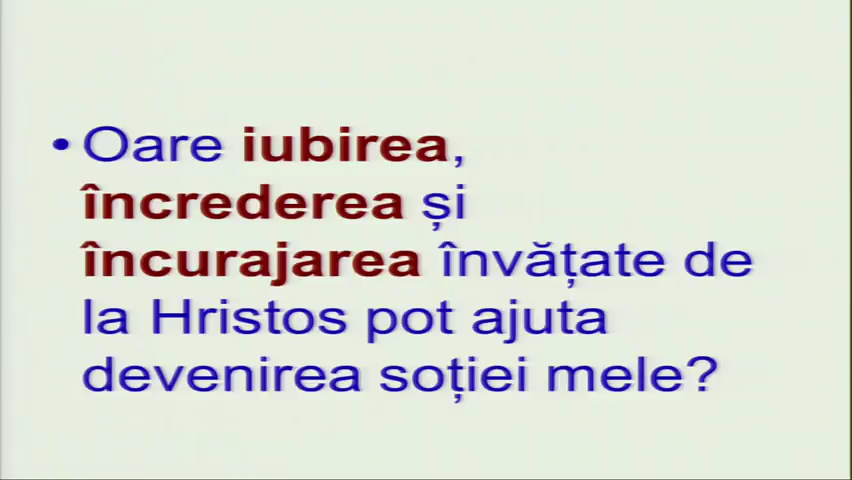 • Oare iubirea,
încrederea și
încurajarea învățate de
la Hristos pot ajuta
devenirea soției mele?